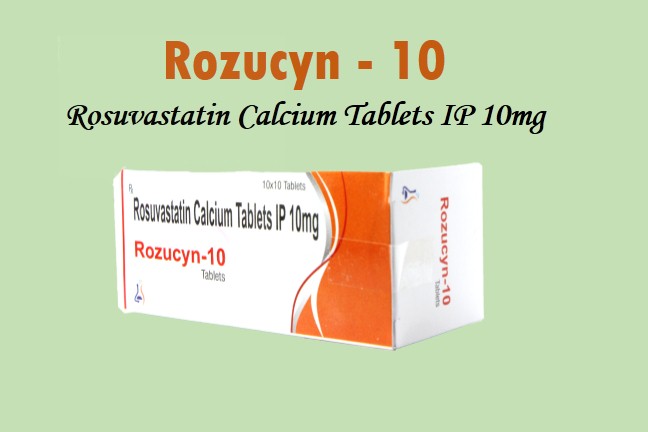 Rozucyn - 10
Rosuvastatin Calcium Tablets IP 10mg
Rx
10x10 Tablets
Rosuvastatin Calcium Tablets IP 10mg
Rozucyn-10
Tablets
Rozucyn-10
Tablets